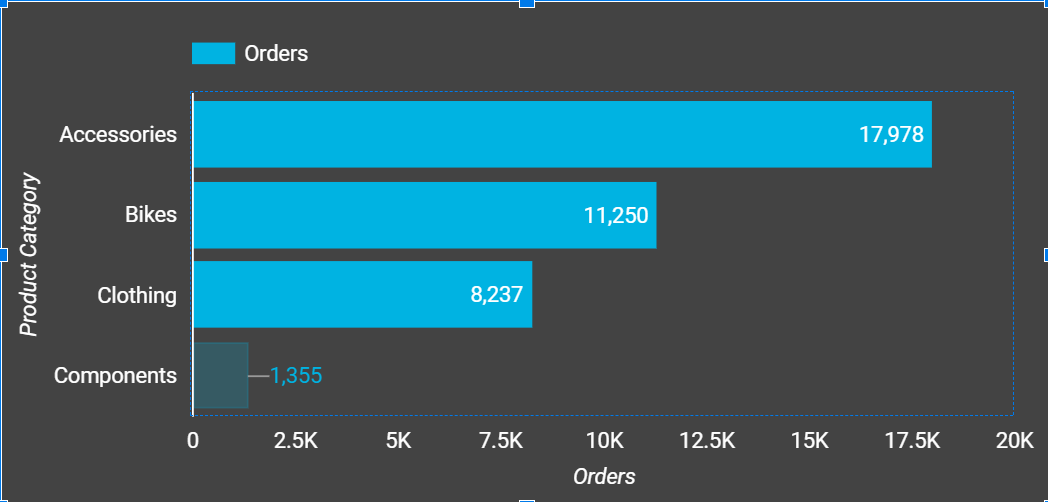 Orders
Product Category
Accessories 17,978
Bikes 11,250
Clothing 8,237
Components 1,355
0 2.5K 5K 7.5K 10K 12.5K 15K 17.5K 20K
Orders